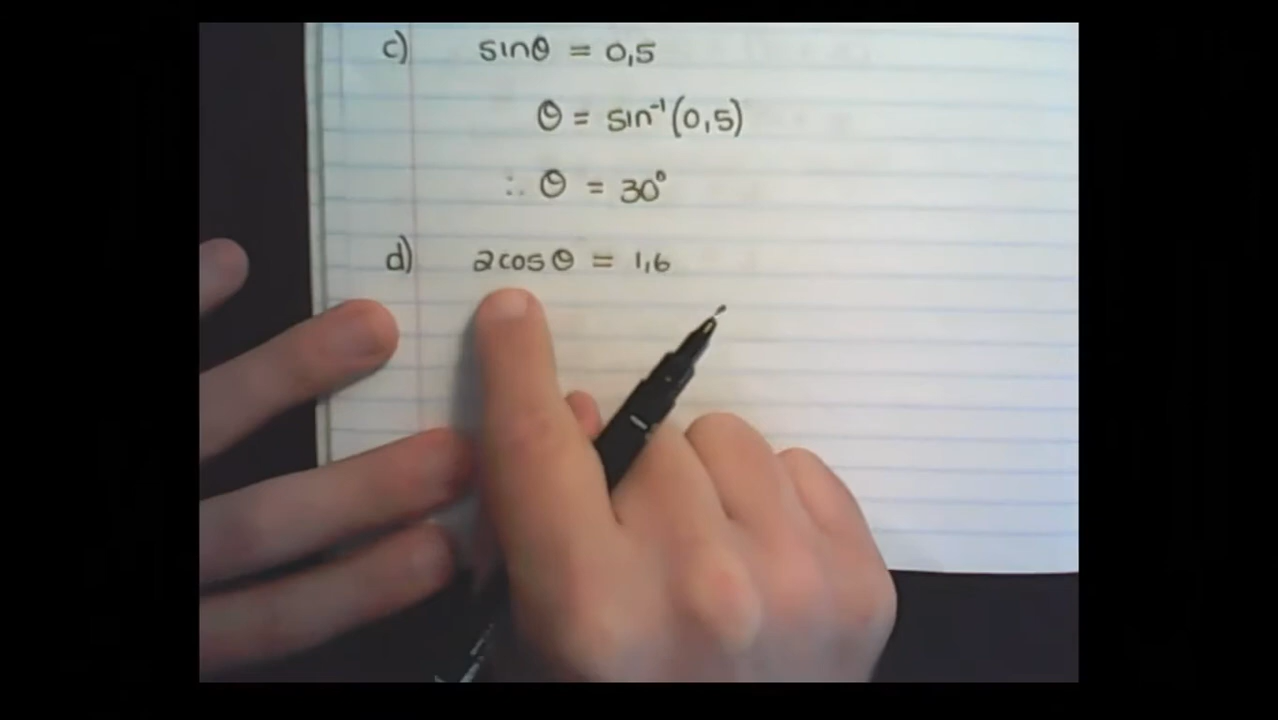 c) sinθ = 0,5
θ = sin⁻¹(0,5)
∴ θ = 30°
d) 2cosθ = 1,6